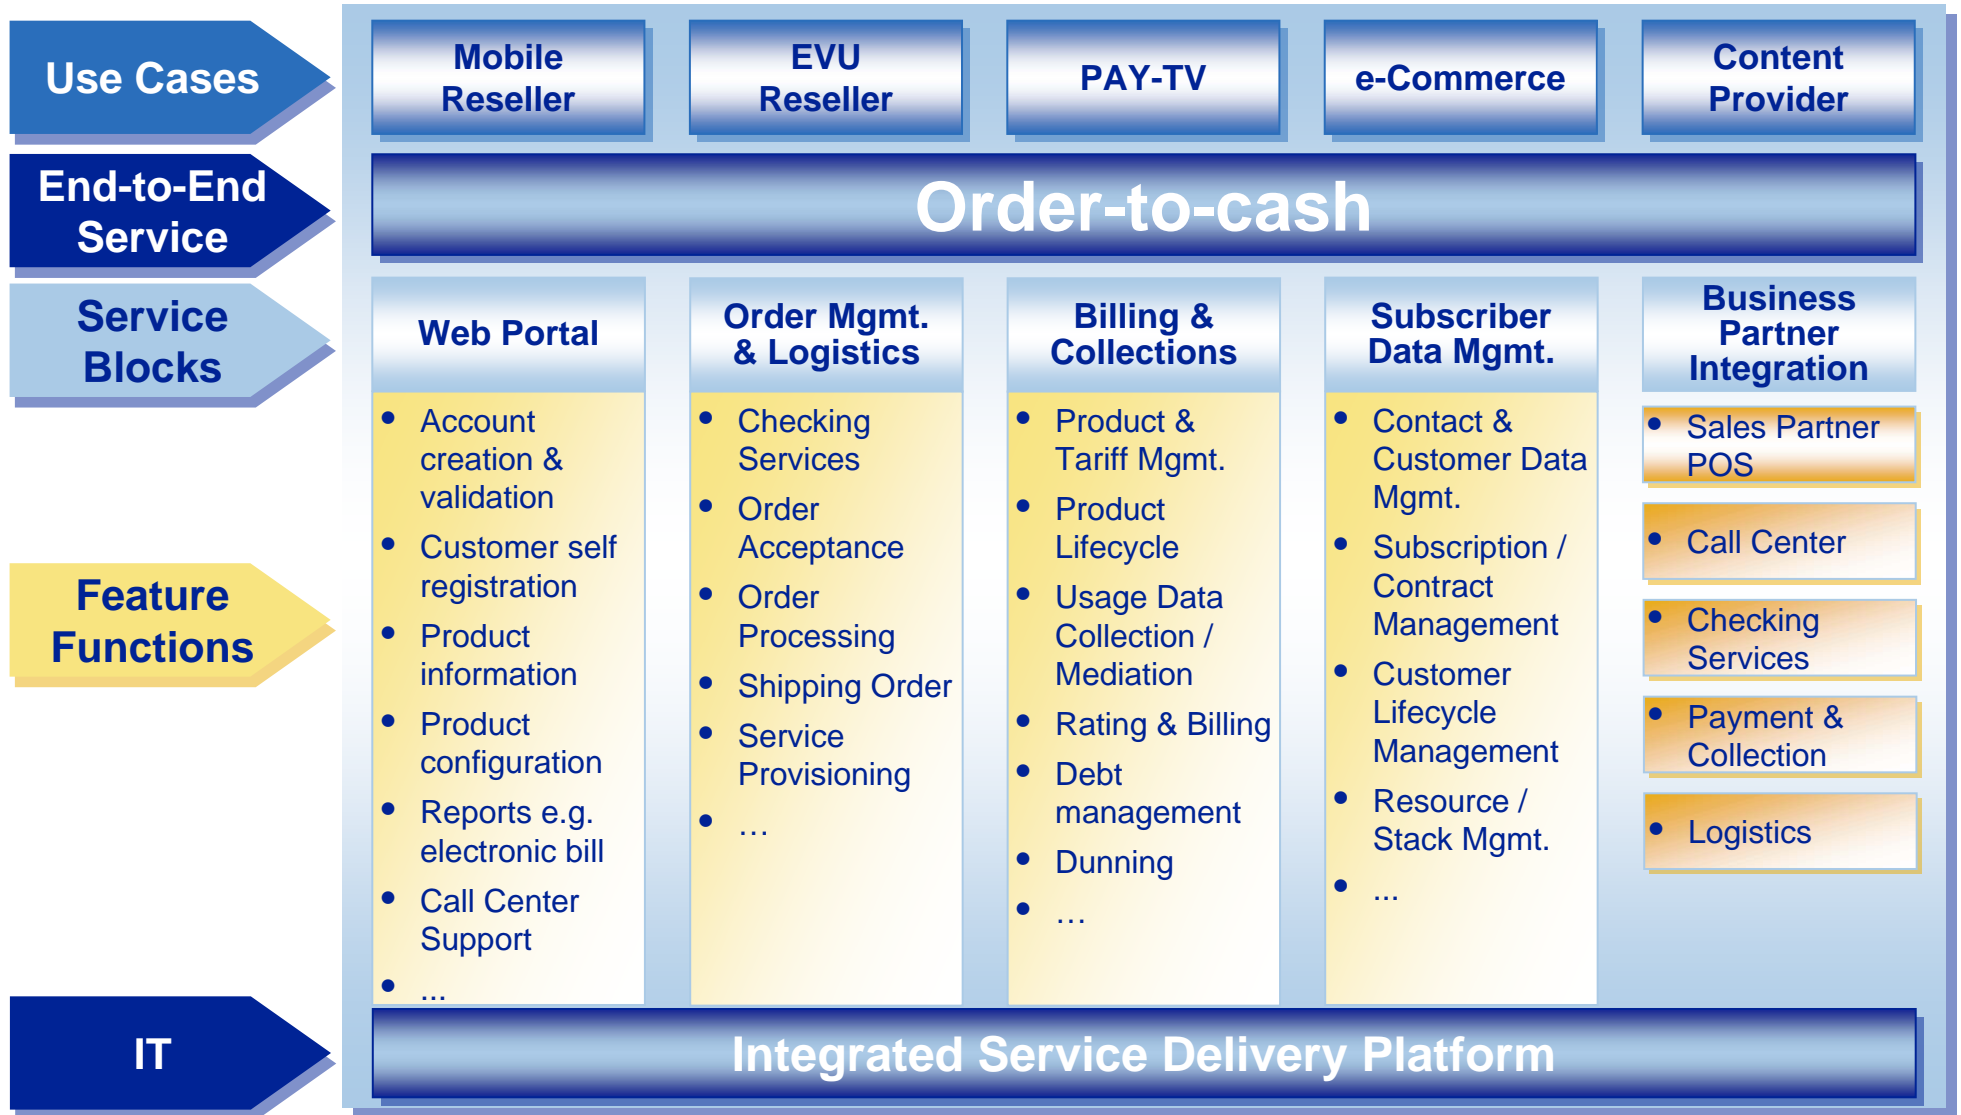 Use Cases
Mobile
Reseller
EVU
Reseller
PAY-TV
e-Commerce
Content
Provider
End-to-End
Service
Order-to-cash
Service
Blocks
Web Portal
Order Mgmt.
& Logistics
Billing &
Collections
Subscriber
Data Mgmt.
Business
Partner
Integration
Feature
Functions
• Account
creation &
validation
• Customer self
registration
• Product
information
• Product
configuration
• Reports e.g.
electronic bill
• Call Center
Support
• ...
• Checking
Services
• Order
Acceptance
• Order
Processing
• Shipping Order
• Service
Provisioning
• …
• Product &
Tariff Mgmt.
• Product
Lifecycle
• Usage Data
Collection /
Mediation
• Rating & Billing
• Debt
management
• Dunning
• …
• Contact &
Customer Data
Mgmt.
• Subscription /
Contract
Management
• Customer
Lifecycle
Management
• Resource /
Stack Mgmt.
• ...
• Sales Partner
POS
• Call Center
• Checking
Services
• Payment &
Collection
• Logistics
IT
Integrated Service Delivery Platform